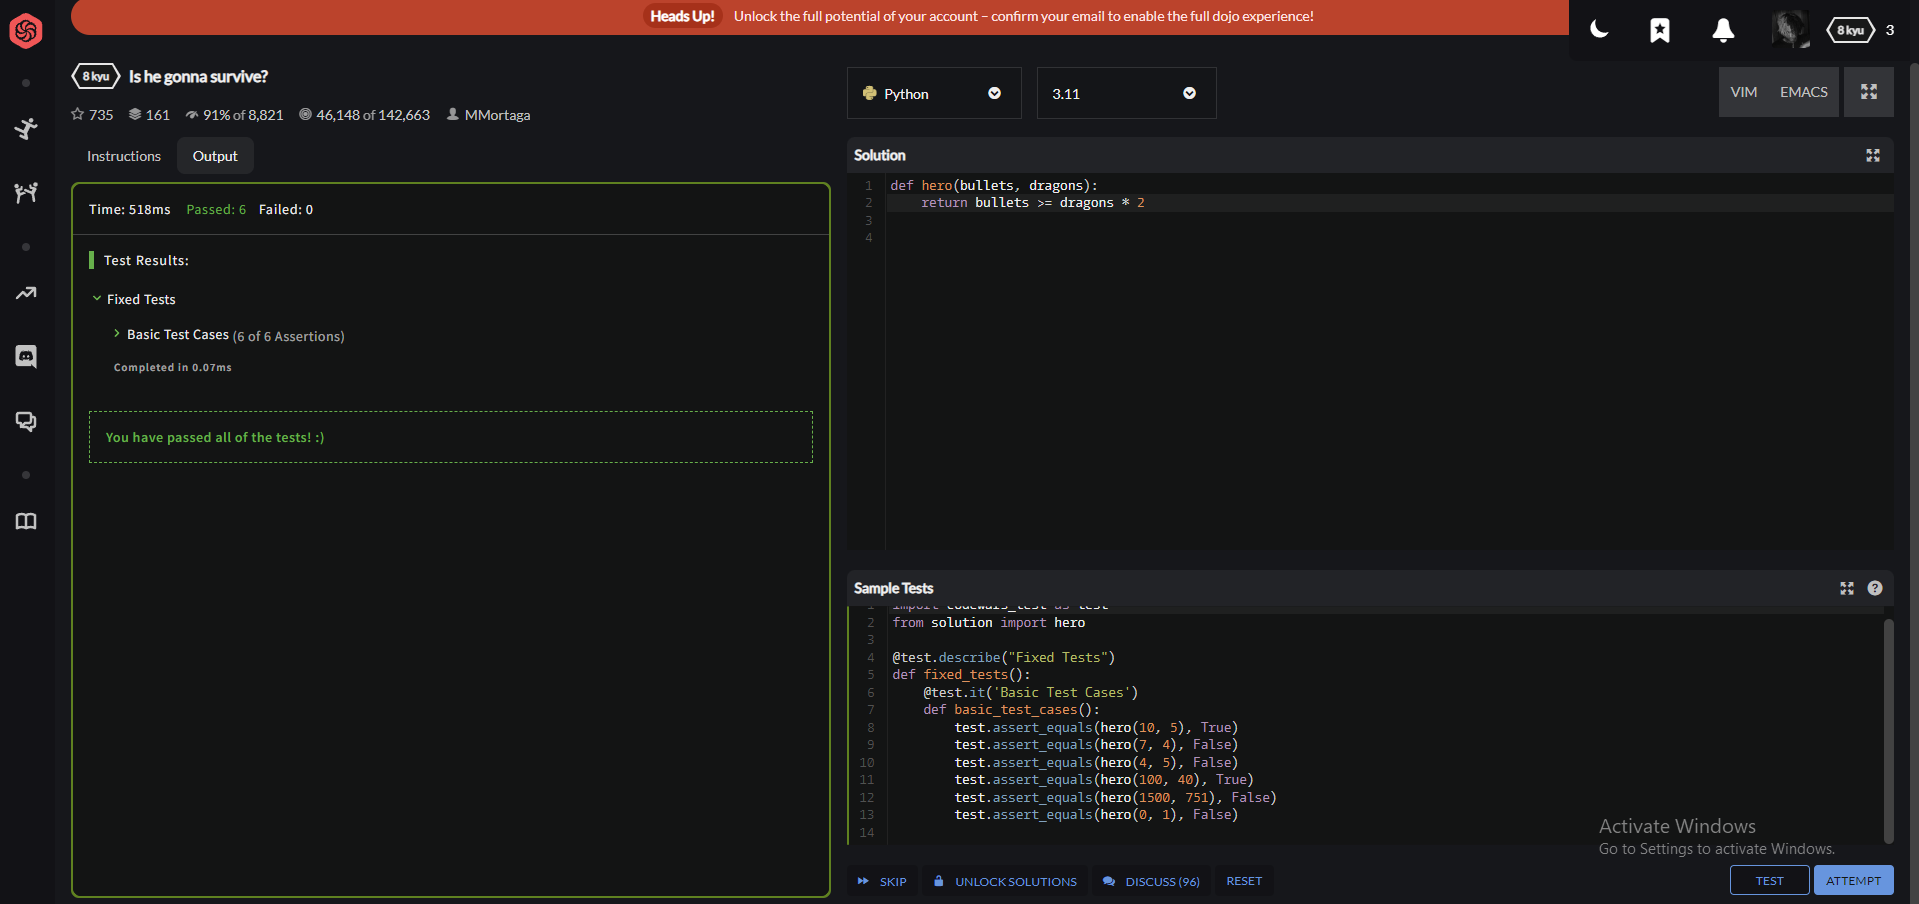 Heads Up! Unlock the full potential of your account – confirm your email to enable the full dojo experience!
8 kyu 3
8 kyu Is he gonna survive?
735 161 91% of 8,821 46,148 of 142,663 MMortaga
Instructions Output
Time: 518ms Passed: 6 Failed: 0
Test Results:
Fixed Tests
Basic Test Cases (6 of 6 Assertions)
Completed in 0.07ms
You have passed all of the tests! :)
Python 3.11 VIM EMACS
Solution
1 def hero(bullets, dragons):
2     return bullets >= dragons * 2
3
4
Sample Tests ?
1 import codewars_test as test
2 from solution import hero
3
4 @test.describe("Fixed Tests")
5 def fixed_tests():
6     @test.it('Basic Test Cases')
7     def basic_test_cases():
8         test.assert_equals(hero(10, 5), True)
9         test.assert_equals(hero(7, 4), False)
10         test.assert_equals(hero(4, 5), False)
11         test.assert_equals(hero(100, 40), True)
12         test.assert_equals(hero(1500, 751), False)
13         test.assert_equals(hero(0, 1), False)
14
Activate Windows
Go to Settings to activate Windows.
SKIP UNLOCK SOLUTIONS DISCUSS (96) RESET TEST ATTEMPT